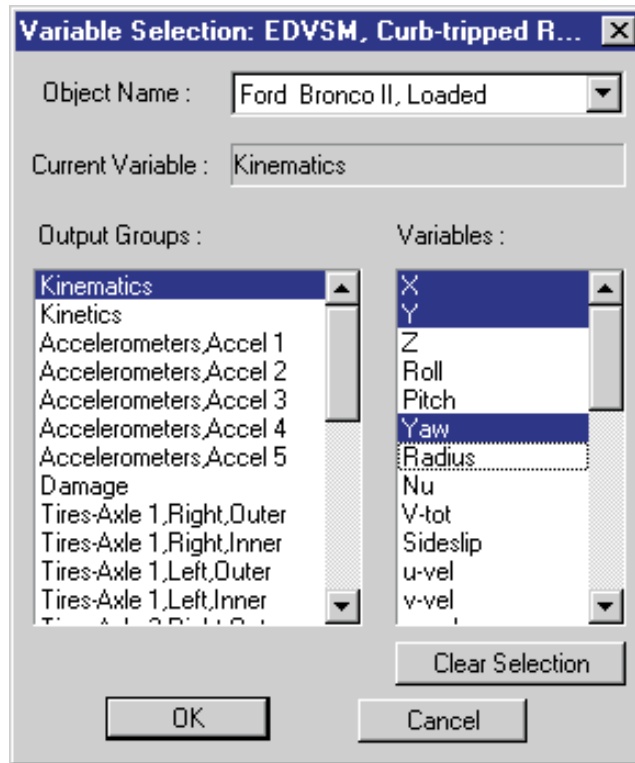 Variable Selection: EDVSM, Curb-tripped R...
Object Name :
Ford Bronco II, Loaded
Current Variable :
Kinematics
Output Groups :
Variables :
Kinematics
Kinetics
Accelerometers,Accel 1
Accelerometers,Accel 2
Accelerometers,Accel 3
Accelerometers,Accel 4
Accelerometers,Accel 5
Damage
Tires-Axle 1,Right,Outer
Tires-Axle 1,Right,Inner
Tires-Axle 1,Left,Outer
Tires-Axle 1,Left,Inner
X
Y
Z
Roll
Pitch
Yaw
Radius
Nu
V-tot
Sideslip
u-vel
v-vel
Clear Selection
OK
Cancel